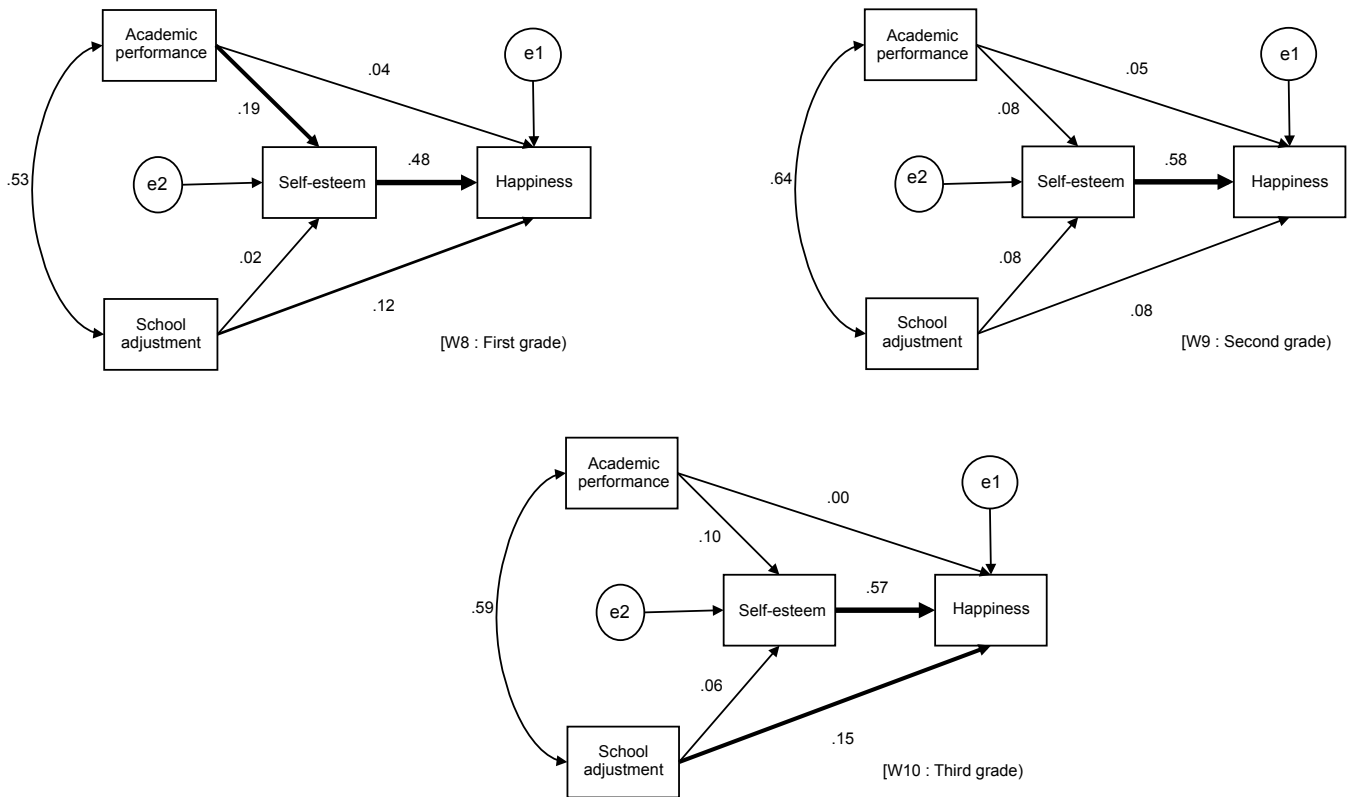 Academic
performance
e1
.04
.19
.53
e2
Self-esteem
.48
Happiness
.02
.12
School
adjustment
[W8 : First grade)
Academic
performance
e1
.05
.08
.64
e2
Self-esteem
.58
Happiness
.08
.08
School
adjustment
[W9 : Second grade)
Academic
performance
e1
.00
.10
.59
e2
Self-esteem
.57
Happiness
.06
.15
School
adjustment
[W10 : Third grade)